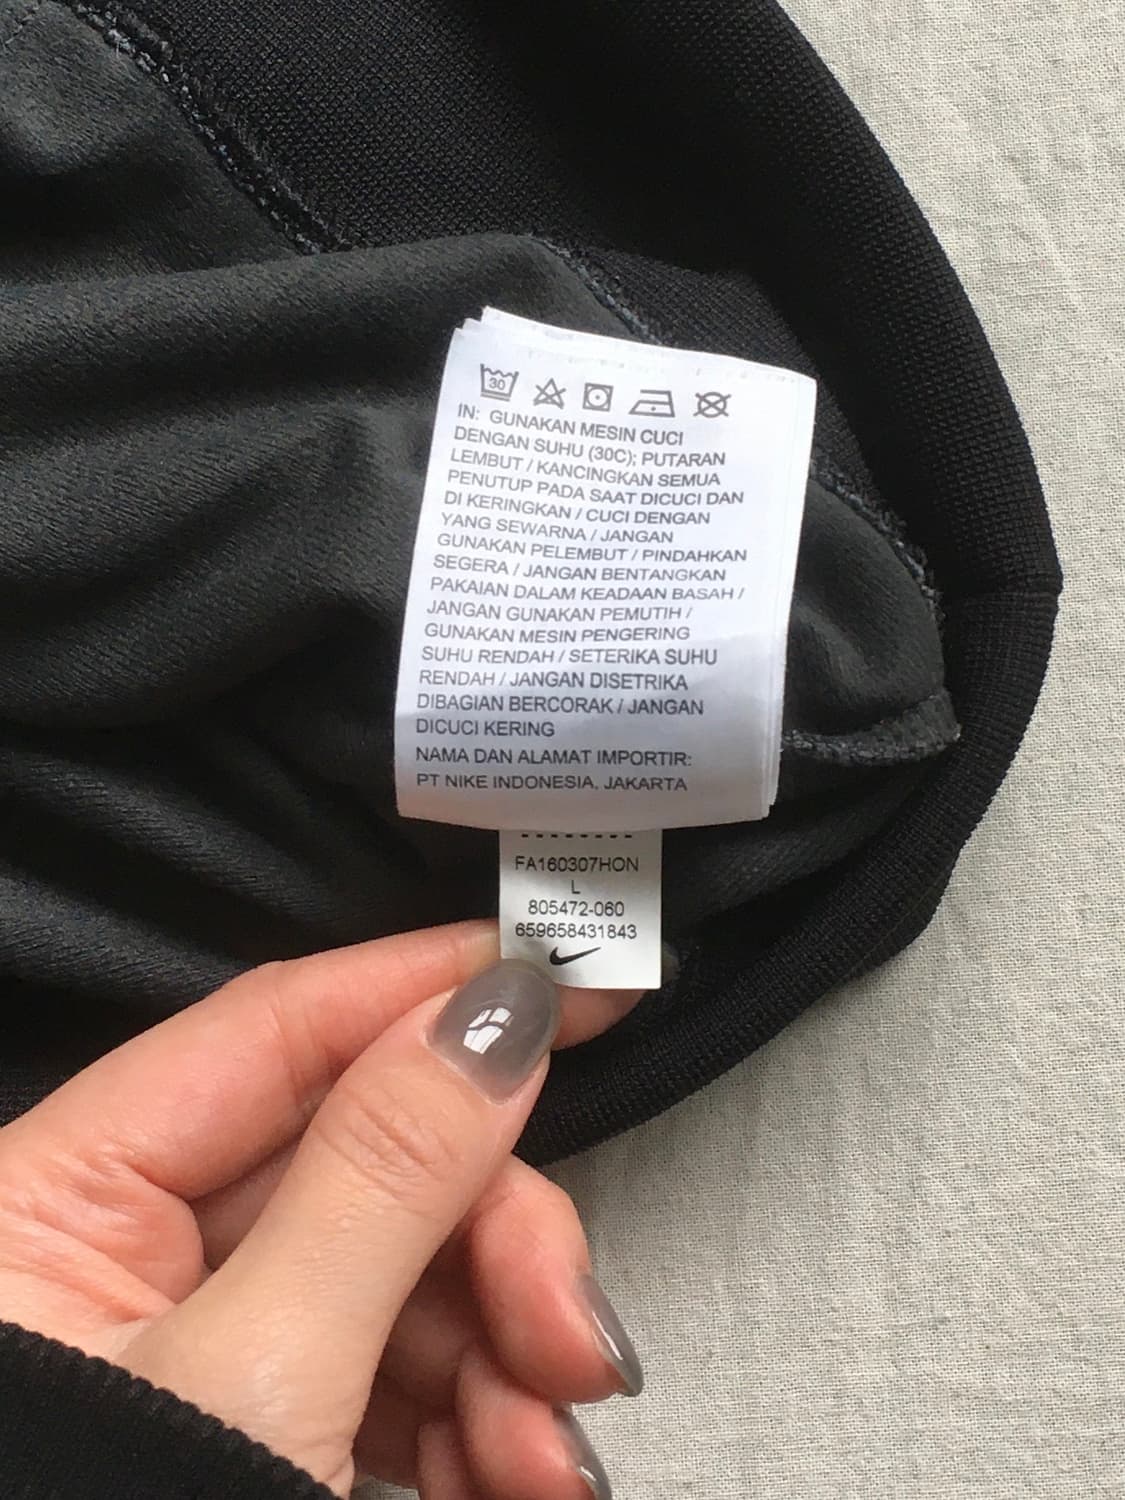 30
IN: GUNAKAN MESIN CUCI
DENGAN SUHU (30C); PUTARAN
LEMBUT / KANCINGKAN SEMUA
PENUTUP PADA SAAT DICUCI DAN
DI KERINGKAN / CUCI DENGAN
YANG SEWARNA / JANGAN
GUNAKAN PELEMBUT / PINDAHKAN
SEGERA / JANGAN BENTANGKAN
PAKAIAN DALAM KEADAAN BASAH /
JANGAN GUNAKAN PEMUTIH /
GUNAKAN MESIN PENGERING
SUHU RENDAH / SETERIKA SUHU
RENDAH / JANGAN DISETRIKA
DIBAGIAN BERCORAK / JANGAN
DICUCI KERING
NAMA DAN ALAMAT IMPORTIR:
PT NIKE INDONESIA, JAKARTA
FA160307HON
L
805472-060
659658431843